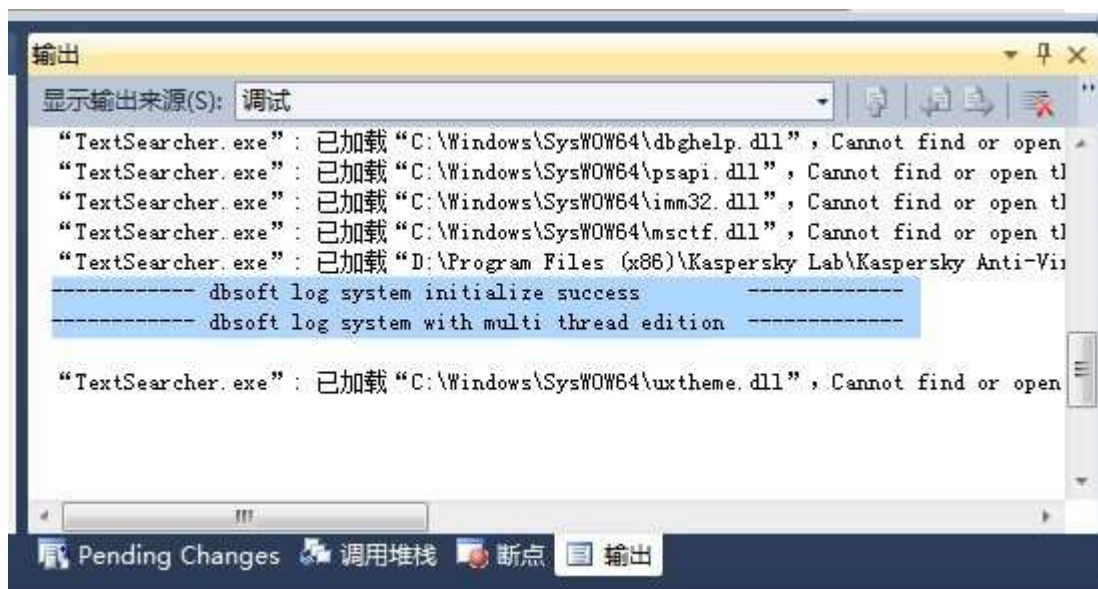 输出
显示输出来源(S): 调试
“TextSearcher.exe”: 已加载“C:\Windows\SysWOW64\dbghelp.dll”, Cannot find or open
“TextSearcher.exe”: 已加载“C:\Windows\SysWOW64\psapi.dll”, Cannot find or open
“TextSearcher.exe”: 已加载“C:\Windows\SysWOW64\imm32.dll”, Cannot find or open
“TextSearcher.exe”: 已加载“C:\Windows\SysWOW64\msctf.dll”, Cannot find or open
“TextSearcher.exe”: 已加载“D:\Program Files (x86)\Kaspersky Lab\Kaspersky Anti-Vi
------------ dbsoft log system initialize success -------------
------------ dbsoft log system with multi thread edition -------------
“TextSearcher.exe”: 已加载“C:\Windows\SysWOW64\uxtheme.dll”, Cannot find or open
Pending Changes 调用堆栈 断点 输出